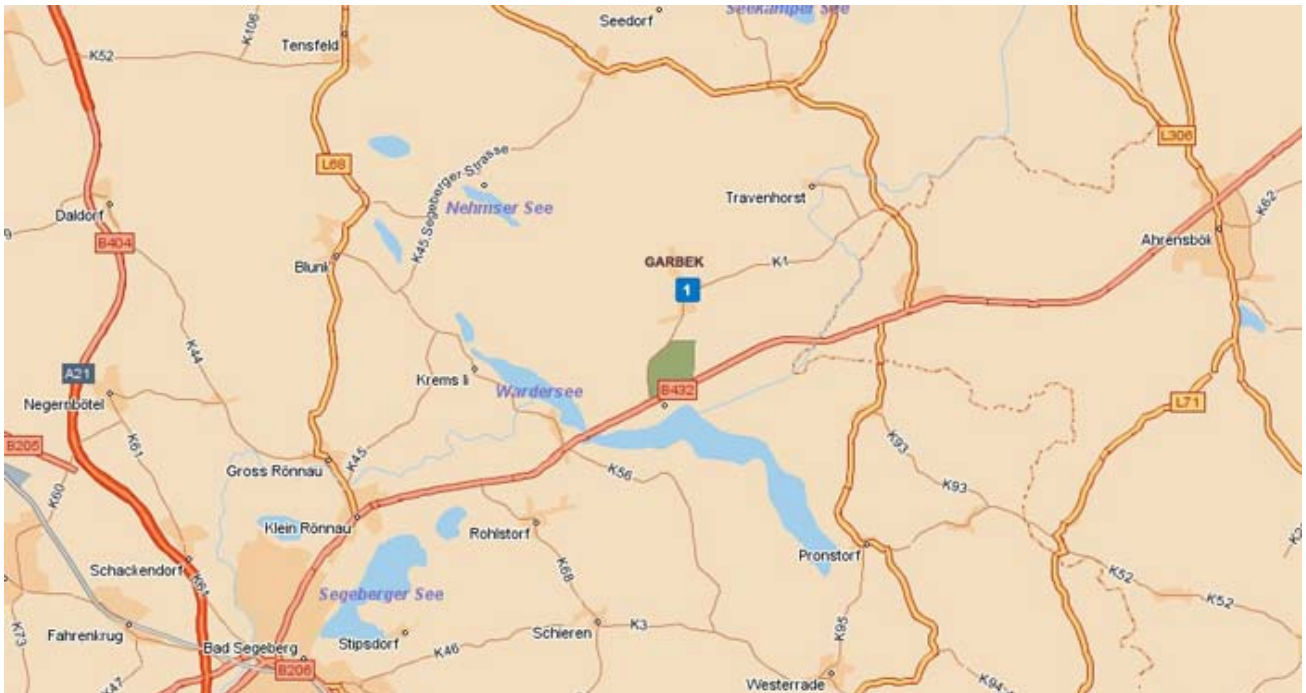 Seekamper See
Seedorf
K106
Tensfeld
K52
L306
L68
K45, Segeberger Strasse
Travenhorst
K62
Nehmser See
Daldorf
B404
Ahrensbök
GARBEK
K1
Blunk
1
K44
A21
Krems II
Wardersee
B432
Negernbötel
L71
B205
K61
K93
Gross Rönnau
K45
K56
K93
K60
Klein Rönnau
Rohlstorf
Pronstorf
Schackendorf
K68
K52
K61
Segeberger See
K52
Fahrenkrug
K73
Stipsdorf
Schieren
K3
K95
Bad Segeberg
K46
B206
K47
Westerrade
K94